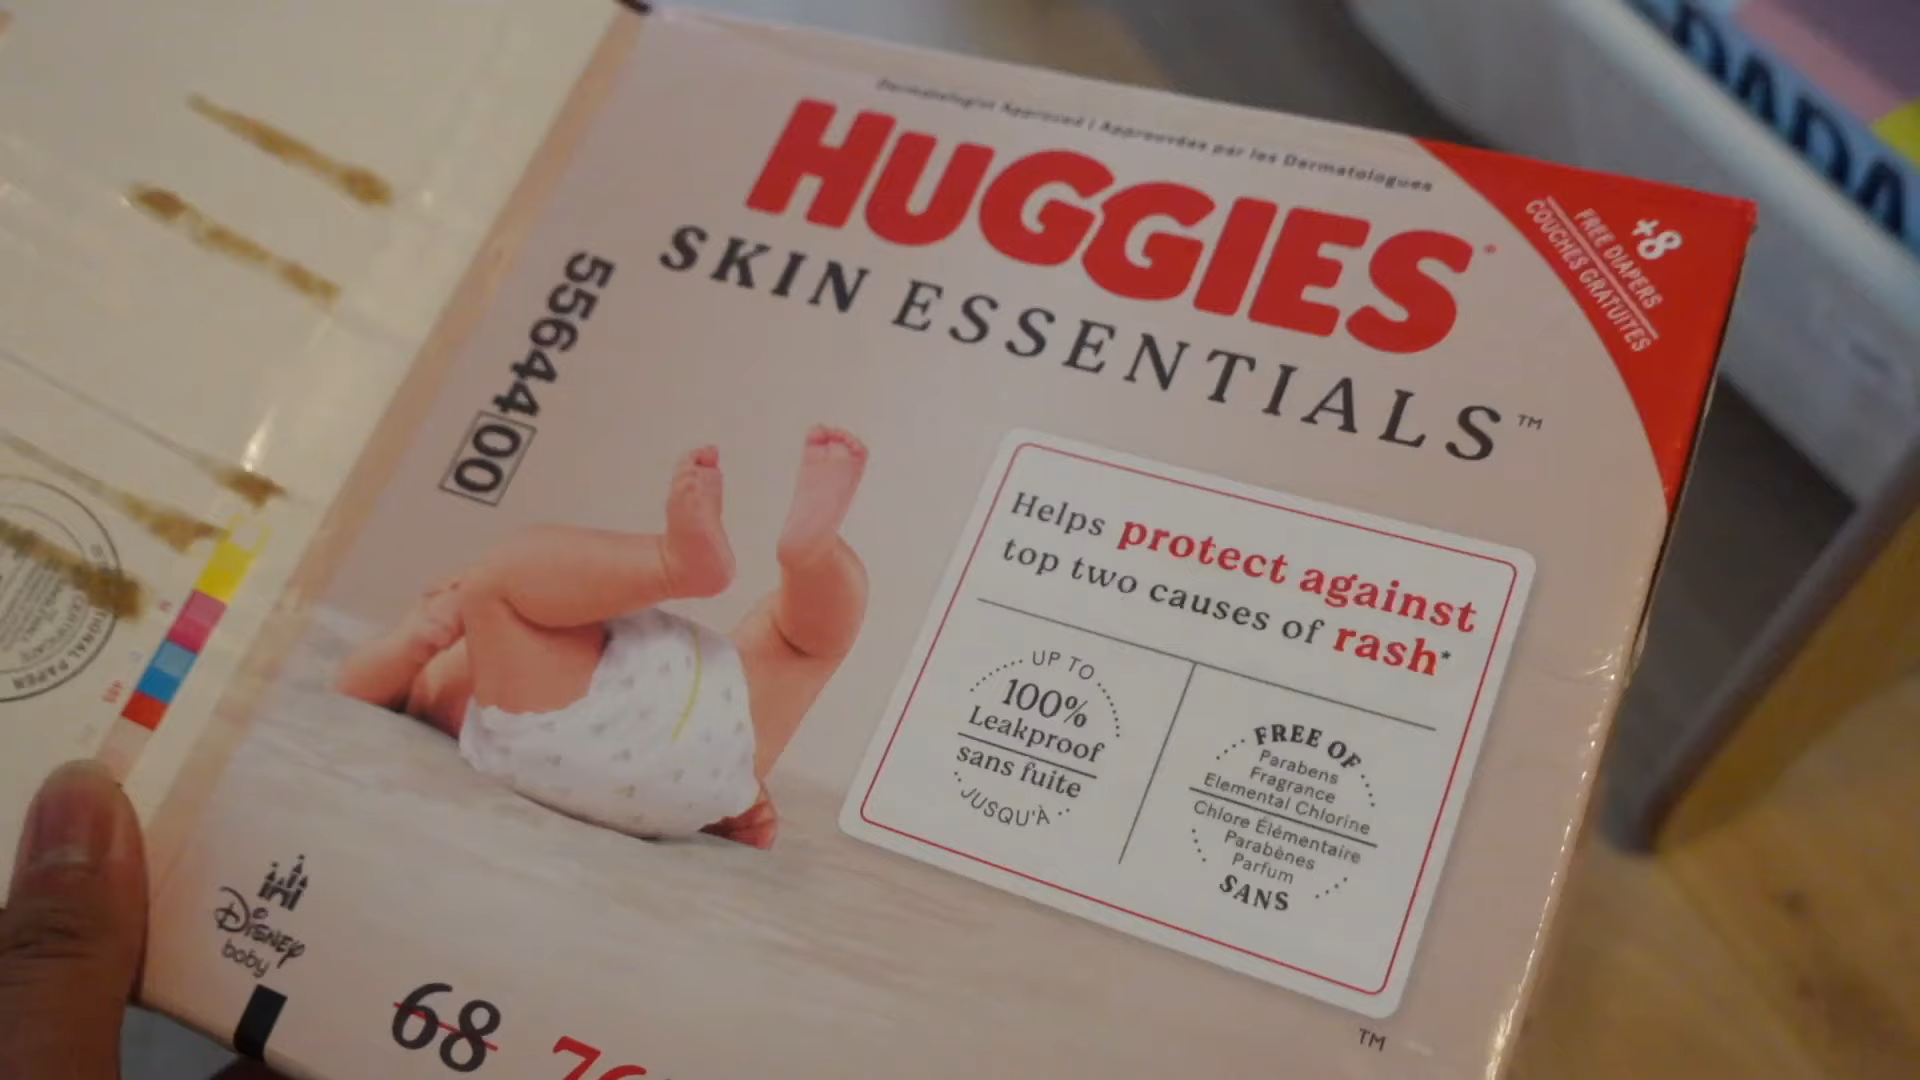 Dermatologist Approved | Approuvées par les Dermatologues
HUGGIES®
SKIN ESSENTIALS™
+8
FREE DIAPERS
COUCHES GRATUITES
5564400
Helps protect against
top two causes of rash*
UP TO
100%
Leakproof
sans fuite
JUSQU'À
FREE OF
Parabens
Fragrance
Elemental Chlorine
Chlore Élémentaire
Parabènes
Parfum
SANS
Disney
baby
68
TM